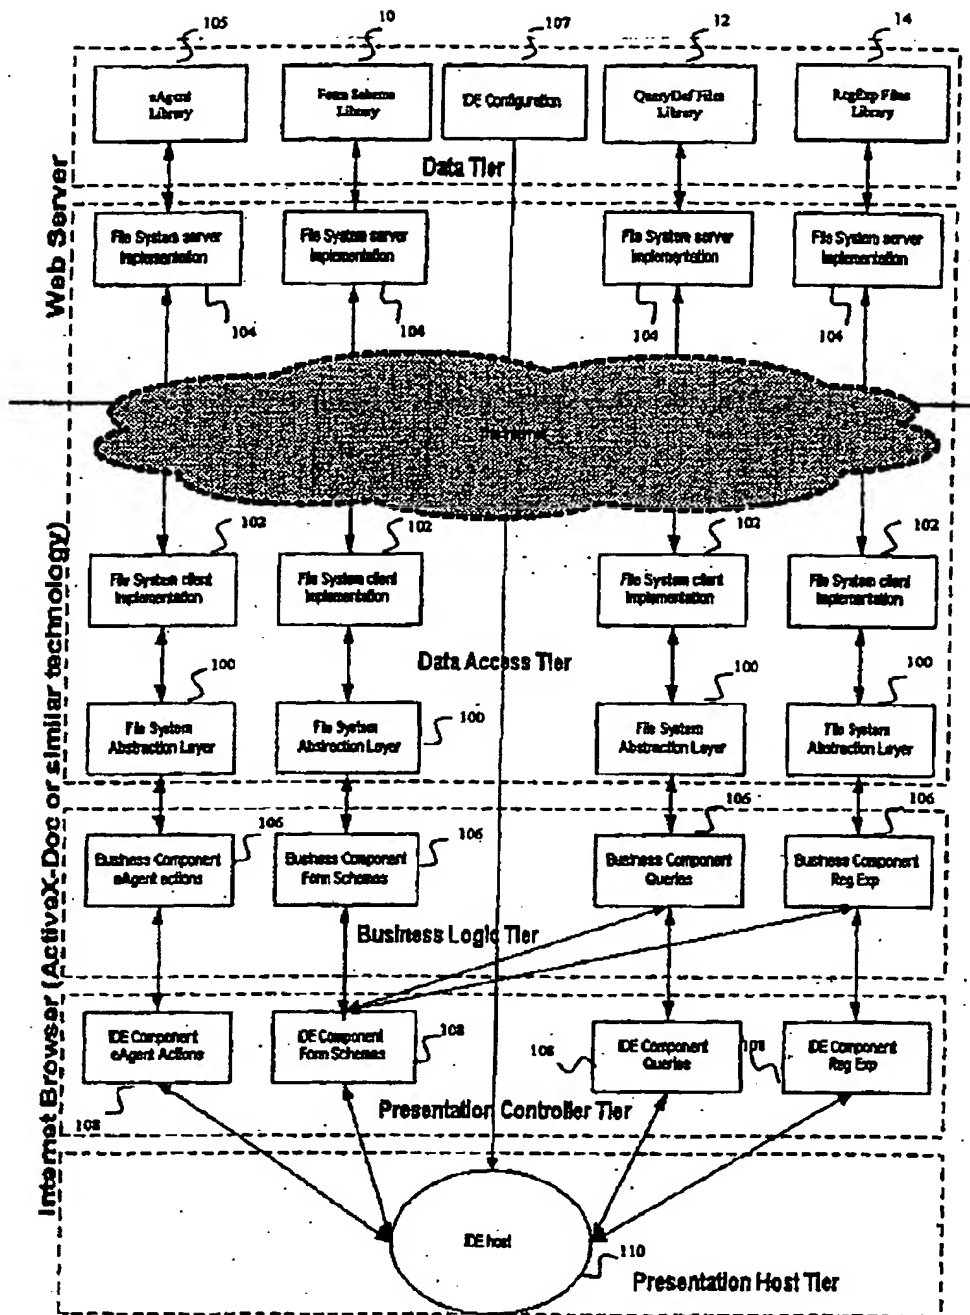 105
10
107
12
14
eAgent
Library
Form Scheme
Library
IDE Configuration
QueryDef Files
Library
RegExp Files
Library
Data Tier
Web Server
File System server
Implementation
File System server
Implementation
File System server
Implementation
File System server
Implementation
104
104
104
104
Internet
102
102
102
102
File System client
Implementation
File System client
Implementation
File System client
Implementation
File System client
Implementation
Data Access Tier
100
100
100
100
File System
Abstraction Layer
File System
Abstraction Layer
File System
Abstraction Layer
File System
Abstraction Layer
Internet Browser (ActiveX-Doc or similar technology)
106
106
106
106
Business Component
eAgent actions
Business Component
Form Schemes
Business Component
Queries
Business Component
Reg Exp
Business Logic Tier
IDE Component
eAgent Actions
IDE Component
Form Schemes
IDE Component
Queries
IDE Component
Reg Exp
108
108
108
108
Presentation Controller Tier
IDE host
110
Presentation Host Tier